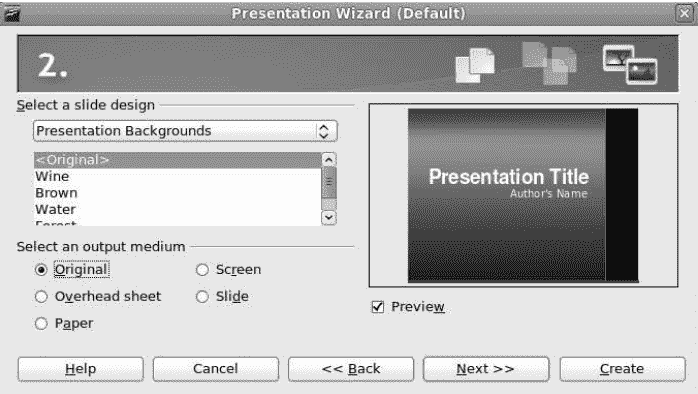 Presentation Wizard (Default)
2.
Select a slide design
Presentation Backgrounds
<Original>
Wine
Brown
Water
Forest
Presentation Title
Author's Name
Select an output medium
Original
Screen
Overhead sheet
Slide
Paper
Preview
Help
Cancel
<< Back
Next >>
Create